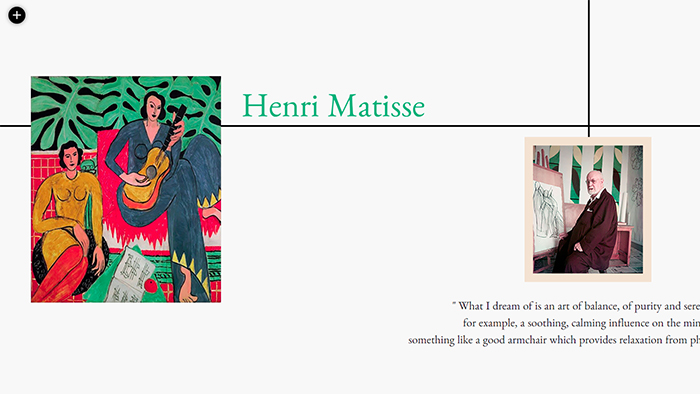 Henri Matisse
" What I dream of is an art of balance, of purity and sere
for example, a soothing, calming influence on the min
something like a good armchair which provides relaxation from ph